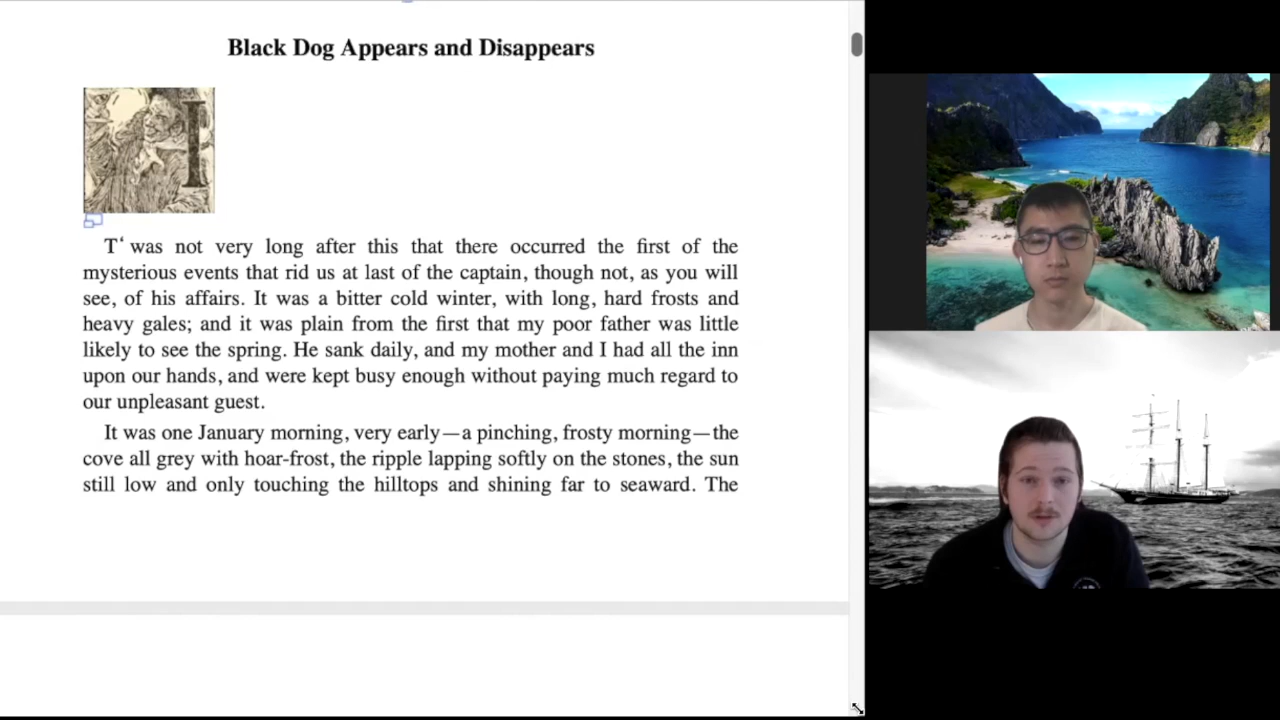 Black Dog Appears and Disappears
I
T‘ was not very long after this that there occurred the first of the
mysterious events that rid us at last of the captain, though not, as you will
see, of his affairs. It was a bitter cold winter, with long, hard frosts and
heavy gales; and it was plain from the first that my poor father was little
likely to see the spring. He sank daily, and my mother and I had all the inn
upon our hands, and were kept busy enough without paying much regard to
our unpleasant guest.
It was one January morning, very early—a pinching, frosty morning—the
cove all grey with hoar-frost, the ripple lapping softly on the stones, the sun
still low and only touching the hilltops and shining far to seaward. The